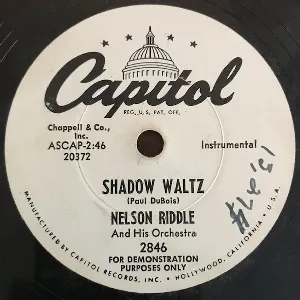 Capitol
REG. U.S. PAT. OFF.
Chappell & Co.,
Inc.
ASCAP-2:46
20372
Instrumental
SHADOW WALTZ
(Paul DuBois)
NELSON RIDDLE
And His Orchestra
2846
FOR DEMONSTRATION
PURPOSES ONLY
MANUFACTURED BY CAPITOL RECORDS, INC. • HOLLYWOOD, CALIFORNIA • U.S.A.